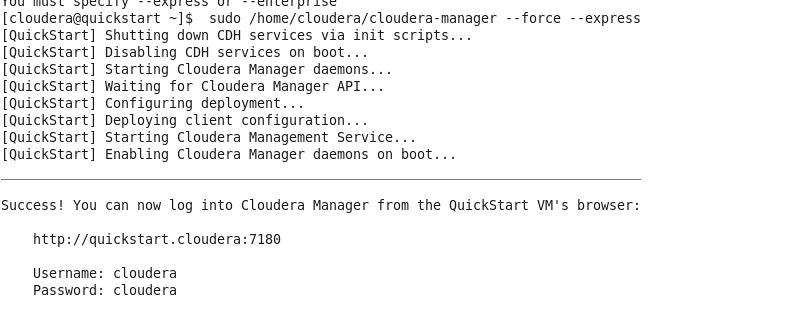 You must specify --express or --enterprise
[cloudera@quickstart ~]$  sudo /home/cloudera/cloudera-manager --force --express
[QuickStart] Shutting down CDH services via init scripts...
[QuickStart] Disabling CDH services on boot...
[QuickStart] Starting Cloudera Manager daemons...
[QuickStart] Waiting for Cloudera Manager API...
[QuickStart] Configuring deployment...
[QuickStart] Deploying client configuration...
[QuickStart] Starting Cloudera Management Service...
[QuickStart] Enabling Cloudera Manager daemons on boot...
Success! You can now log into Cloudera Manager from the QuickStart VM's browser:
http://quickstart.cloudera:7180
Username: cloudera
Password: cloudera